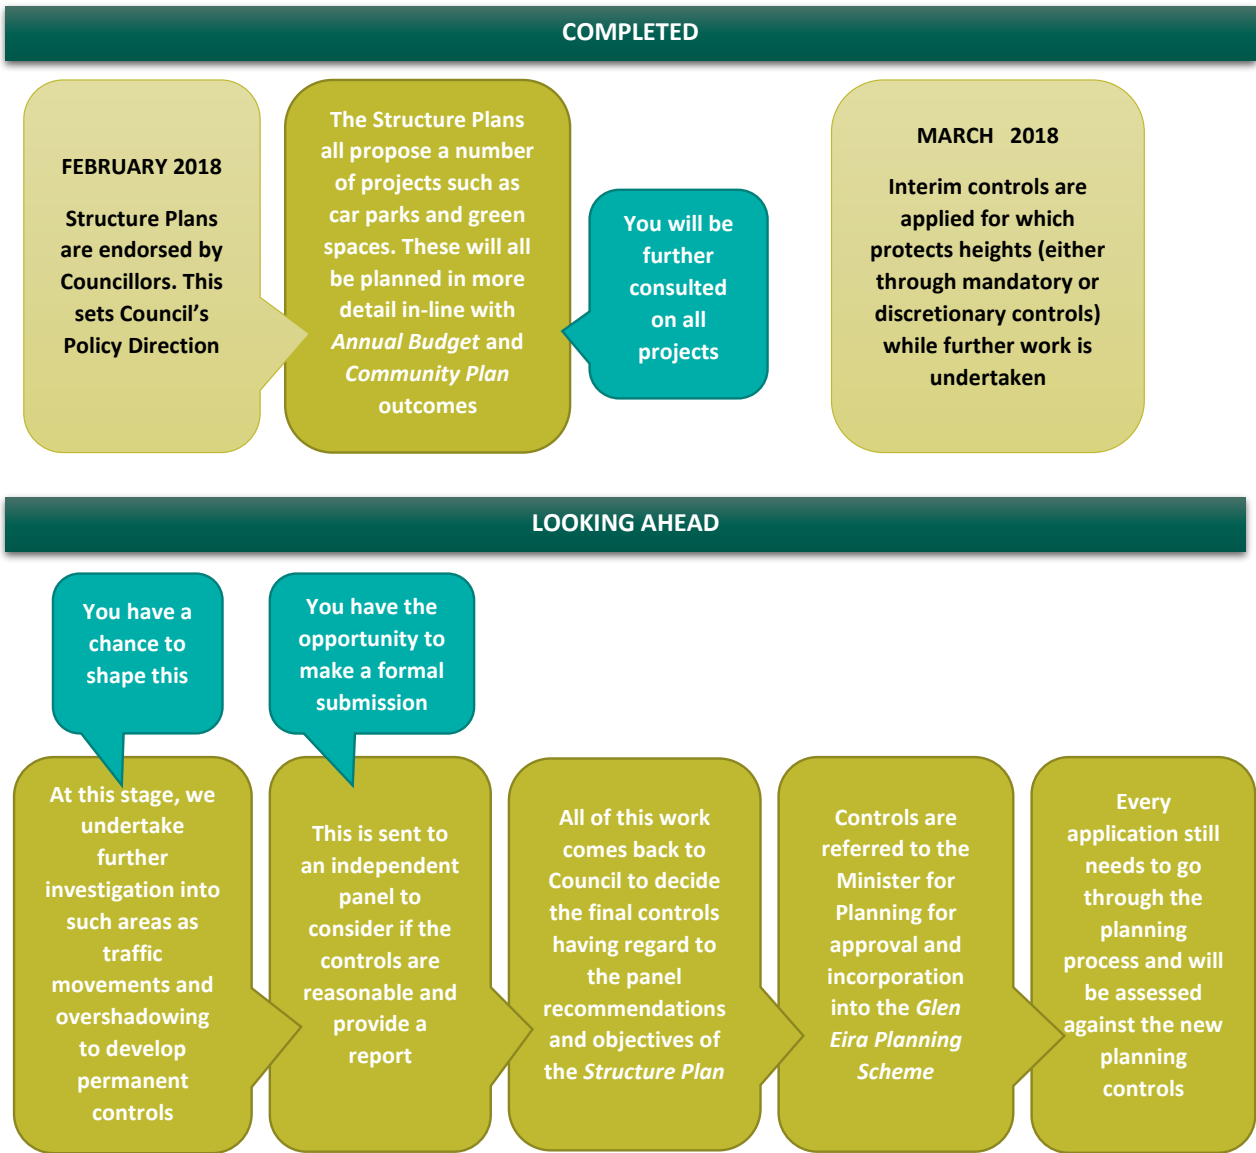 COMPLETED
FEBRUARY 2018
Structure Plans
are endorsed by
Councillors. This
sets Council’s
Policy Direction
The Structure Plans
all propose a number
of projects such as
car parks and green
spaces. These will all
be planned in more
detail in-line with
Annual Budget and
Community Plan
outcomes
You will be
further
consulted
on all
projects
MARCH 2018
Interim controls are
applied for which
protects heights (either
through mandatory or
discretionary controls)
while further work is
undertaken
LOOKING AHEAD
You have a
chance to
shape this
You have the
opportunity to
make a formal
submission
At this stage, we
undertake
further
investigation into
such areas as
traffic
movements and
overshadowing
to develop
permanent
controls
This is sent to
an independent
panel to
consider if the
controls are
reasonable and
provide a
report
All of this work
comes back to
Council to decide
the final controls
having regard to
the panel
recommendations
and objectives of
the Structure Plan
Controls are
referred to the
Minister for
Planning for
approval and
incorporation
into the Glen
Eira Planning
Scheme
Every
application still
needs to go
through the
planning
process and will
be assessed
against the new
planning
controls